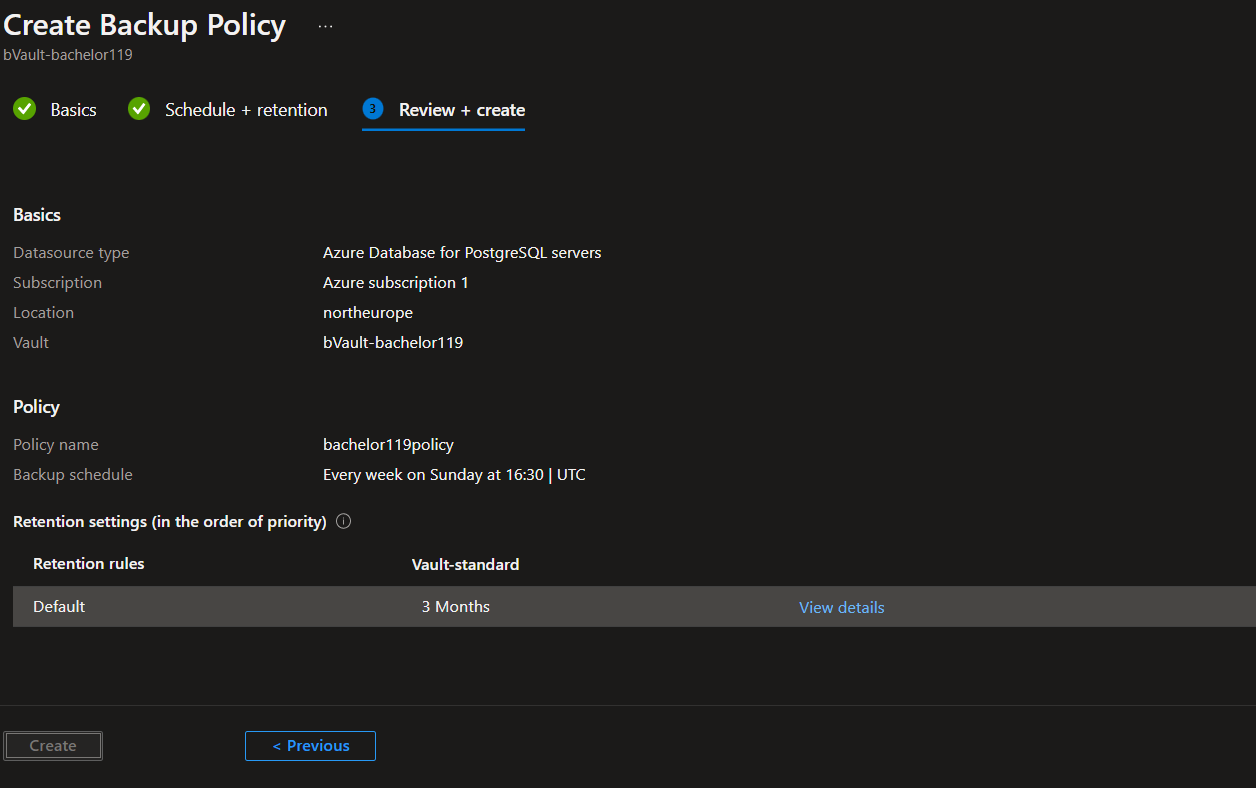 Create Backup Policy ...
bVault-bachelor119
Basics
Schedule + retention
3 Review + create
Basics
Datasource type Azure Database for PostgreSQL servers
Subscription Azure subscription 1
Location northeurope
Vault bVault-bachelor119
Policy
Policy name bachelor119policy
Backup schedule Every week on Sunday at 16:30 | UTC
Retention settings (in the order of priority)
Retention rules Vault-standard
Default 3 Months View details
Create < Previous